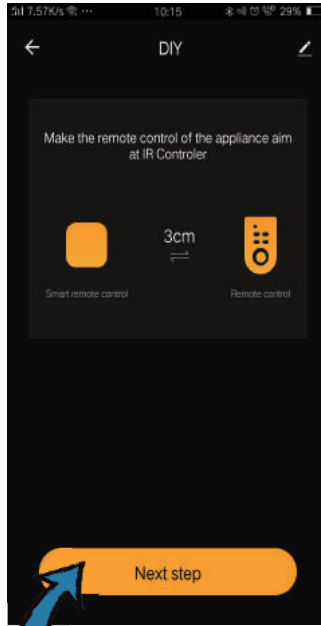 7.57K/s ... 10:15 29%
DIY
Make the remote control of the appliance aim
at IR Controler
3cm
Smart remote control Remote control
Next step